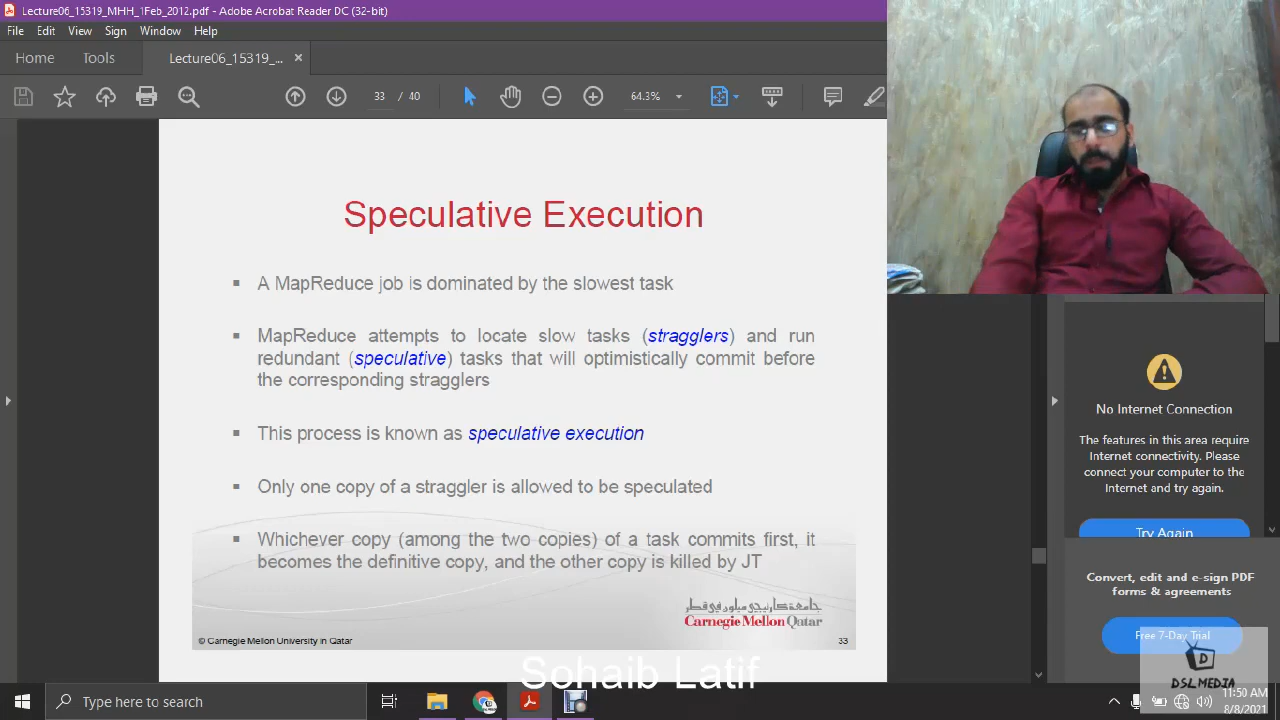 Lecture06_15319_MHH_1Feb_2012.pdf - Adobe Acrobat Reader DC (32-bit)
File Edit View Sign Window Help
Home Tools Lecture06_15319_... ×
33 / 40 64.3%
Speculative Execution
▪ A MapReduce job is dominated by the slowest task
▪ MapReduce attempts to locate slow tasks (stragglers) and run
redundant (speculative) tasks that will optimistically commit before
the corresponding stragglers
▪ This process is known as speculative execution
▪ Only one copy of a straggler is allowed to be speculated
▪ Whichever copy (among the two copies) of a task commits first, it
becomes the definitive copy, and the other copy is killed by JT
جامعة كارنيجي ميلون في قطر
Carnegie Mellon Qatar
© Carnegie Mellon University in Qatar 33
No Internet Connection
The features in this area require
Internet connectivity. Please
connect your computer to the
Internet and try again.
Try Again
Convert, edit and e-sign PDF
forms & agreements
Free 7-Day Trial
D
DSL MEDIA
Sohaib Latif
Type here to search
11:50 AM
8/8/2021